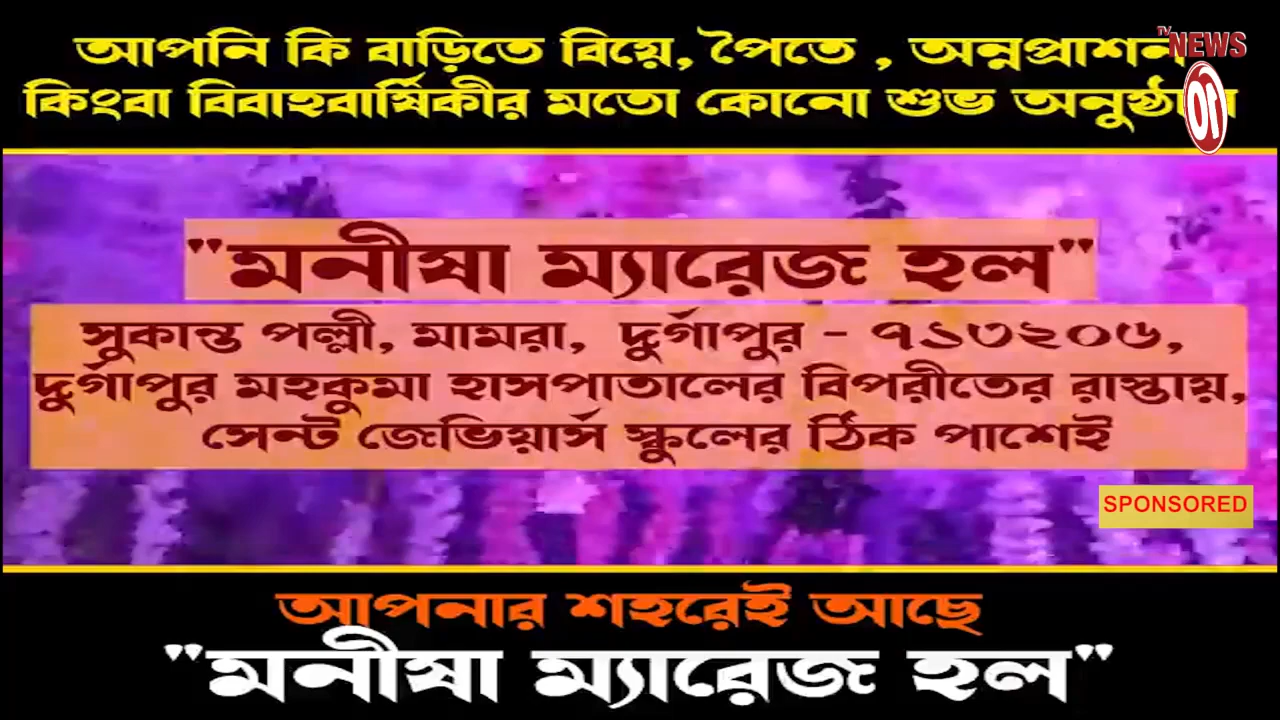 আপনি কি বাড়িতে বিয়ে, পৈতে , অন্নপ্রাশন
TV NEWS
কিংবা বিবাহবার্ষিকীর মতো কোনো শুভ অনুষ্ঠান
"মনীষা ম্যারেজ হল"
সুকান্ত পল্লী, মামরা, দুর্গাপুর - ৭১৩২০৬,
দুর্গাপুর মহকুমা হাসপাতালের বিপরীতের রাস্তায়,
সেন্ট জেভিয়ার্স স্কুলের ঠিক পাশেই
SPONSORED
আপনার শহরেই আছে
"মনীষা ম্যারেজ হল"